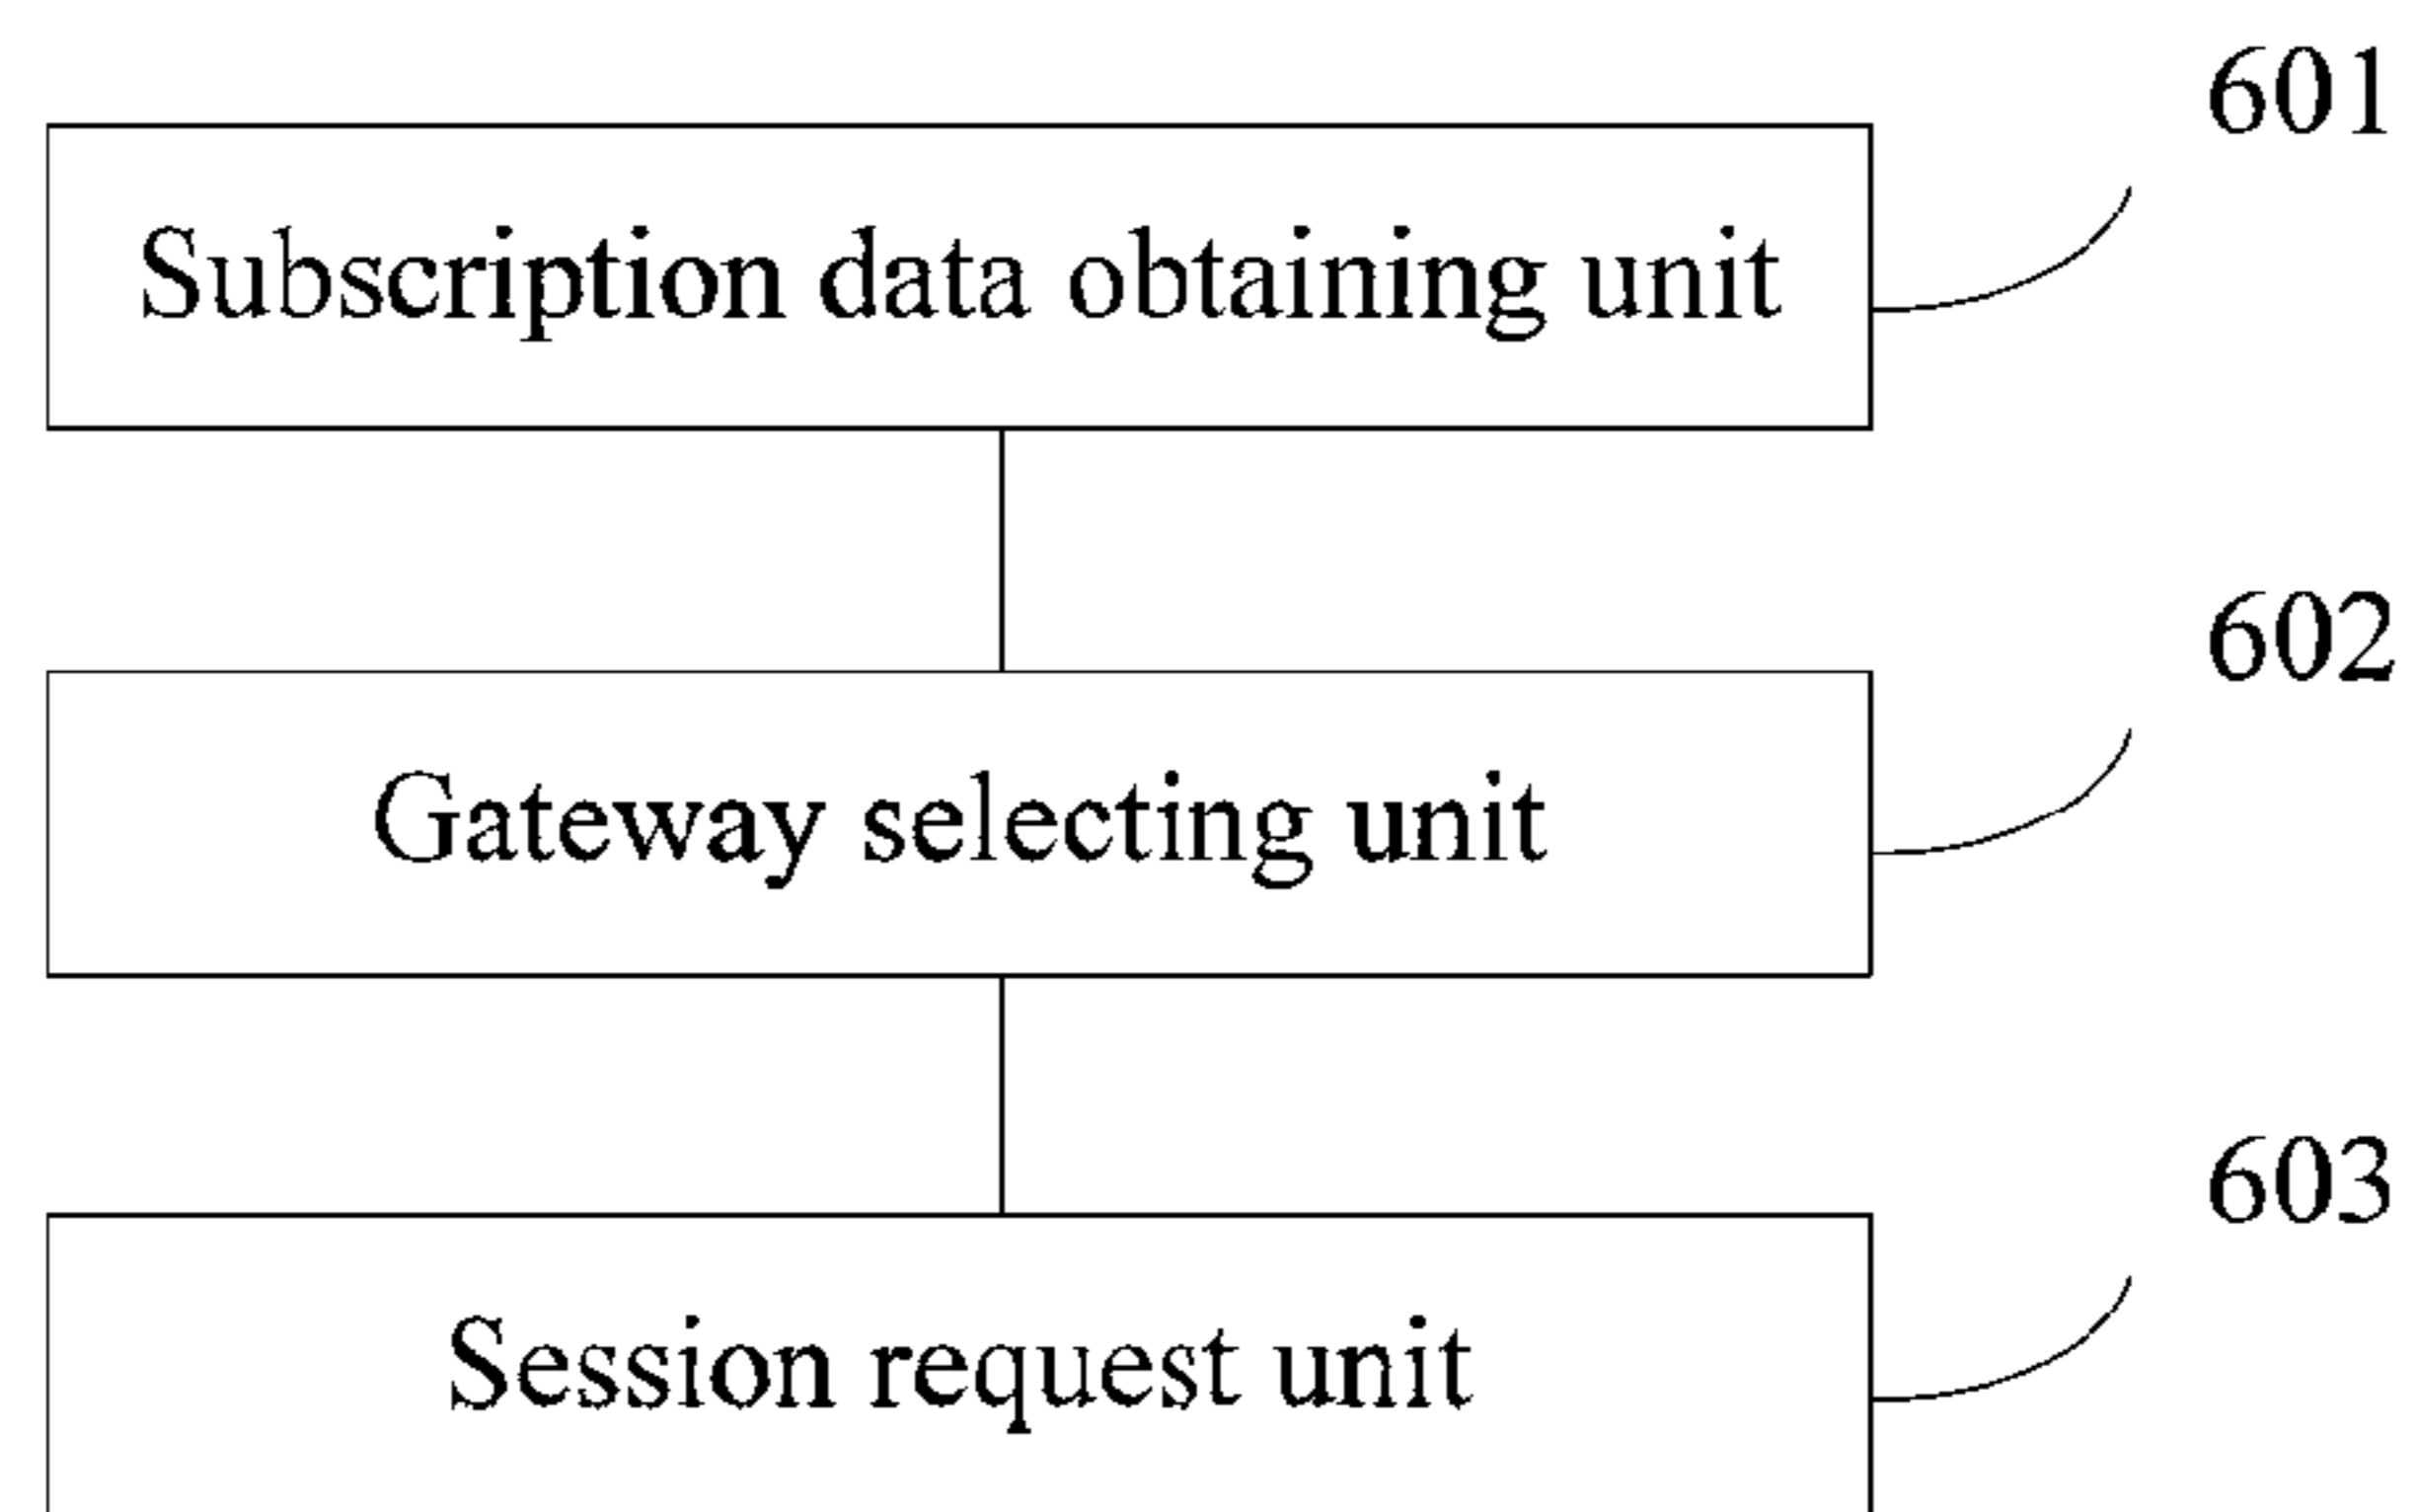 601
Subscription data obtaining unit
602
Gateway selecting unit
603
Session request unit